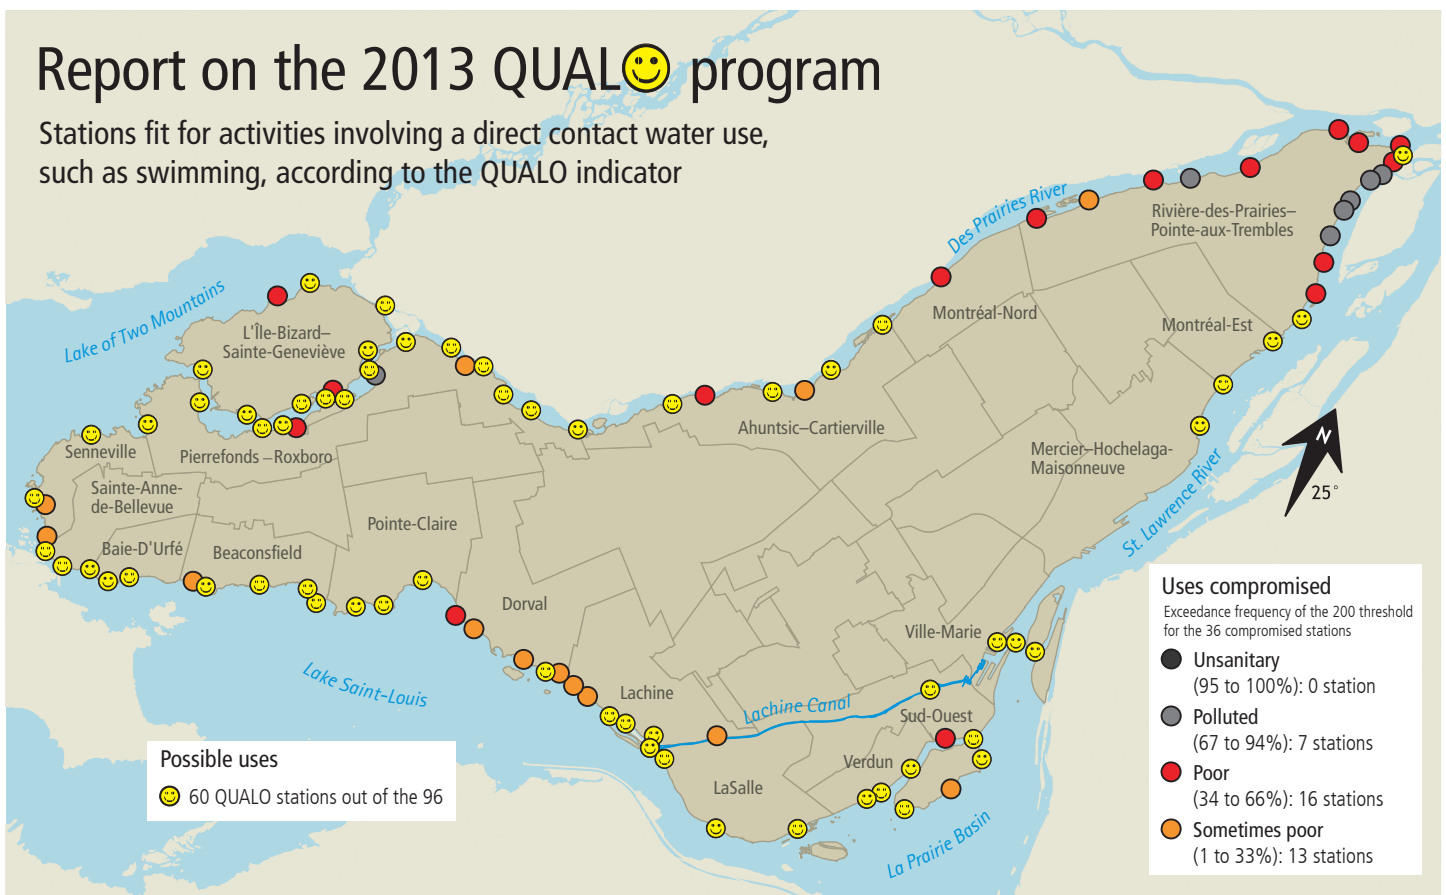 Report on the 2013 QUALO program
Stations fit for activities involving a direct contact water use,
such as swimming, according to the QUALO indicator
Des Prairies River
Rivière-des-Prairies–
Pointe-aux-Trembles
Lake of Two Mountains
L'Île-Bizard–
Sainte-Geneviève
Montréal-Nord
Montréal-Est
Ahuntsic–Cartierville
Mercier–Hochelaga-
Maisonneuve
Senneville
Pierrefonds –Roxboro
Sainte-Anne-
de-Bellevue
Pointe-Claire
Baie-D'Urfé
Beaconsfield
St. Lawrence River
N
25°
Dorval
Ville-Marie
Lake Saint-Louis
Lachine
Lachine Canal
Sud-Ouest
Verdun
LaSalle
La Prairie Basin
Possible uses
60 QUALO stations out of the 96
Uses compromised
Exceedance frequency of the 200 threshold
for the 36 compromised stations
Unsanitary
(95 to 100%): 0 station
Polluted
(67 to 94%): 7 stations
Poor
(34 to 66%): 16 stations
Sometimes poor
(1 to 33%): 13 stations